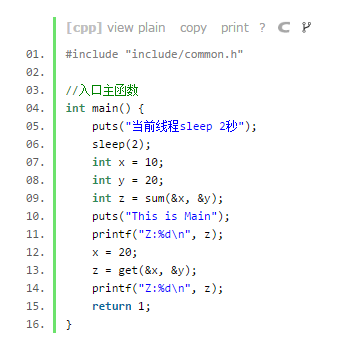 [cpp] view plain copy print ?
01. #include "include/common.h"
02.
03. //入口主函数
04. int main() {
05.     puts("当前线程sleep 2秒");
06.     sleep(2);
07.     int x = 10;
08.     int y = 20;
09.     int z = sum(&x, &y);
10.     puts("This is Main");
11.     printf("Z:%d\n", z);
12.     x = 20;
13.     z = get(&x, &y);
14.     printf("Z:%d\n", z);
15.     return 1;
16. }